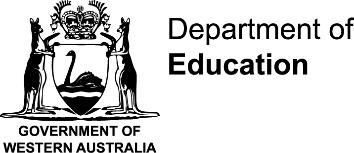 Department of
Education
GOVERNMENT OF
WESTERN AUSTRALIA